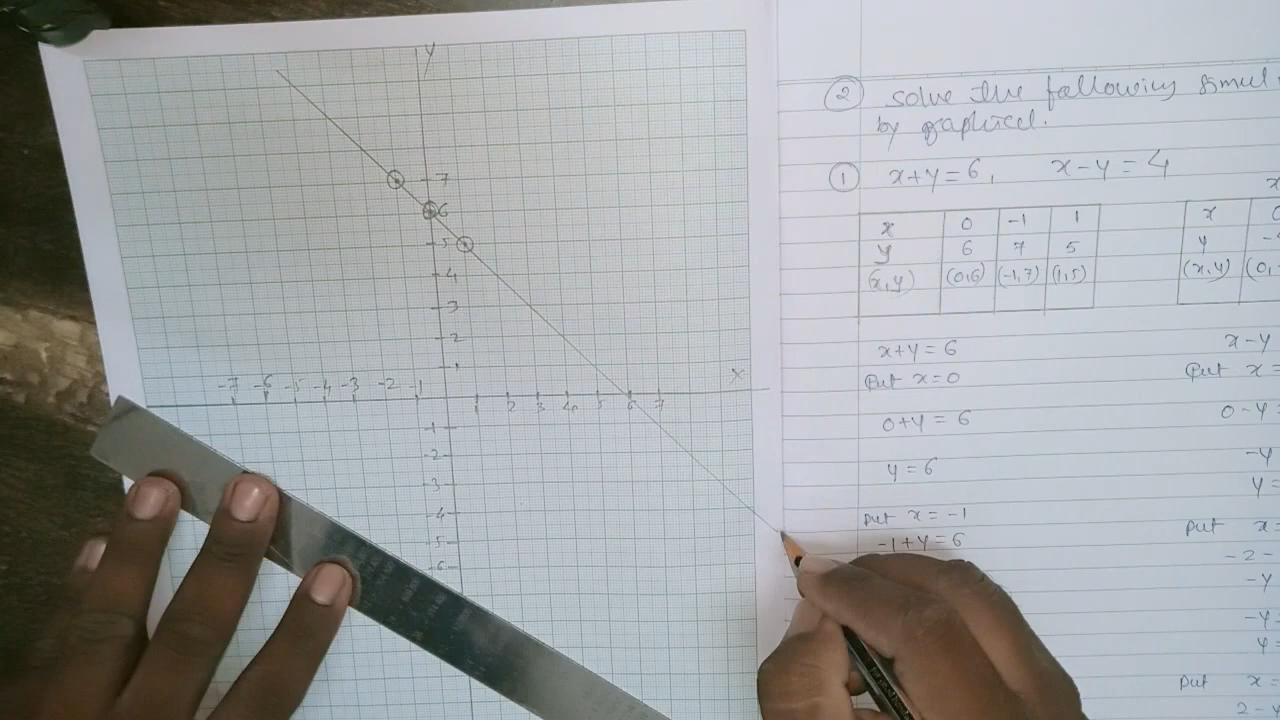 ② Solve the following simul
by graphical.
① x+y=6, x-y=4
x 0 -1 1
y 6 7 5
(x,y) (0,6) (-1,7) (1,5)
x
x 0
y -
(x,y) (0,
x+y=6
Put x=0
0+y=6
y=6
Put x=-1
-1+y=6
x-y
Put x=
0-y=
-y
y=
Put x=
-2-
-y
-y-
y=
Put x=
2-y
Y
7
6
5
4
3
2
1
-7 -6 -5 -4 -3 -2 -1
X
1 2 3 4 5 6 7
-1
-2
-3
-4
-5
-6